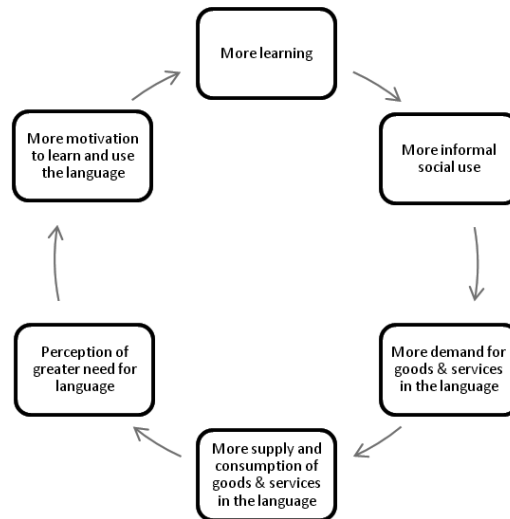 More learning
More informal
social use
More demand for
goods & services
in the language
More supply and
consumption of
goods & services
in the language
Perception of
greater need for
language
More motivation
to learn and use
the language